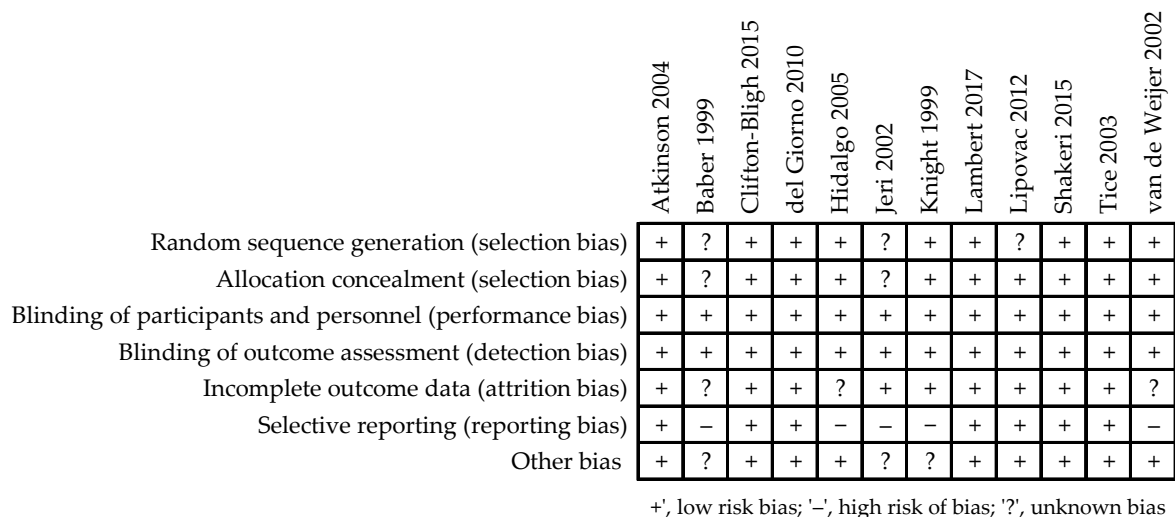 Atkinson 2004
Baber 1999
Clifton-Bligh 2015
del Giorno 2010
Hidalgo 2005
Jeri 2002
Knight 1999
Lambert 2017
Lipovac 2012
Shakeri 2015
Tice 2003
van de Weijer 2002
Random sequence generation (selection bias) + ? + + + ? + + ? + + +
Allocation concealment (selection bias) + ? + + + ? + + + + + +
Blinding of participants and personnel (performance bias) + + + + + + + + + + + +
Blinding of outcome assessment (detection bias) + + + + + + + + + + + +
Incomplete outcome data (attrition bias) + ? + + ? + + + + + + ?
Selective reporting (reporting bias) + – + + – – – + + + + –
Other bias + ? + + + ? ? + + + + +
+', low risk bias; '–', high risk of bias; '?', unknown bias